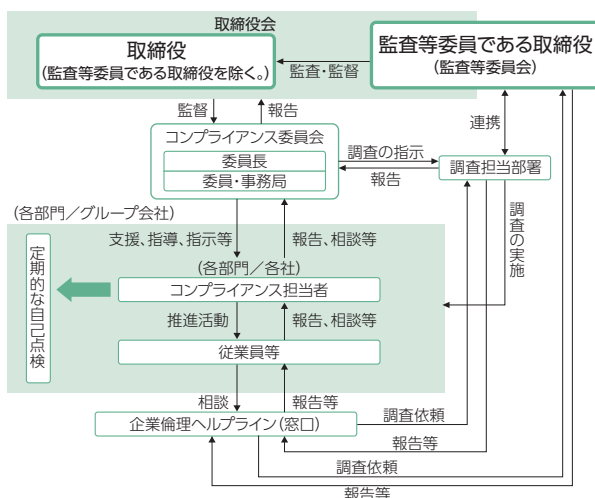 取締役会
取締役
(監査等委員である取締役を除く。)
監査・監督
監査等委員である取締役
(監査等委員会)
監督
報告
連携
コンプライアンス委員会
委員長
委員・事務局
調査の指示
報告
調査担当部署
(各部門／グループ会社)
支援、指導、指示等
報告、相談等
調査の実施
定期的な自己点検
(各部門／各社)
コンプライアンス担当者
推進活動
報告、相談等
従業員等
相談
報告等
企業倫理ヘルプライン(窓口)
調査依頼
報告等
調査依頼
報告等